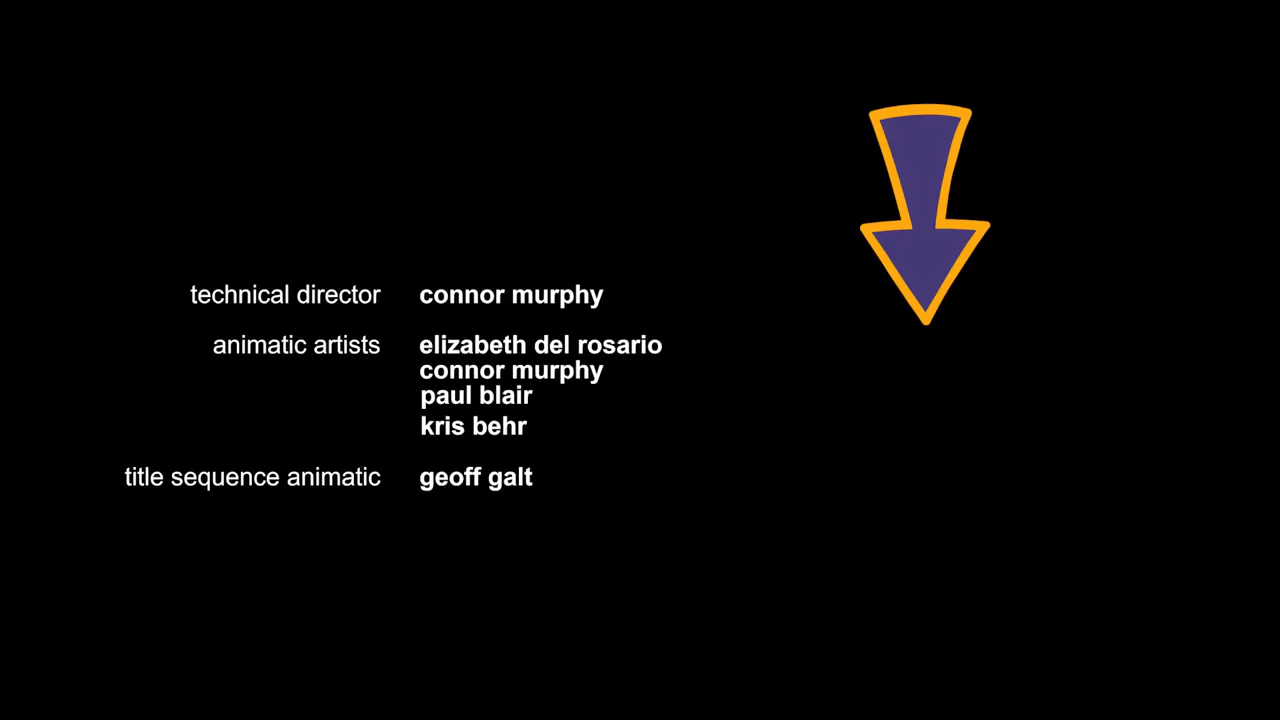 technical director connor murphy
animatic artists elizabeth del rosario
connor murphy
paul blair
kris behr
title sequence animatic geoff galt